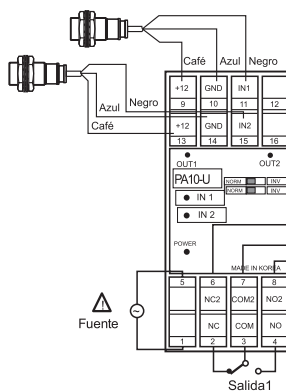 Café Azul Negro
+12 GND IN1
9 10 11 12
Azul Negro
Café
+12 GND IN2
13 14 15 16
OUT1 OUT2
PA10-U
NORM INV
NORM INV
IN 1
IN 2
POWER
MADE IN KOREA
5 6 7 8
NC2 COM2 NO2
Fuente
NC COM NO
1 2 3 4
Salida1